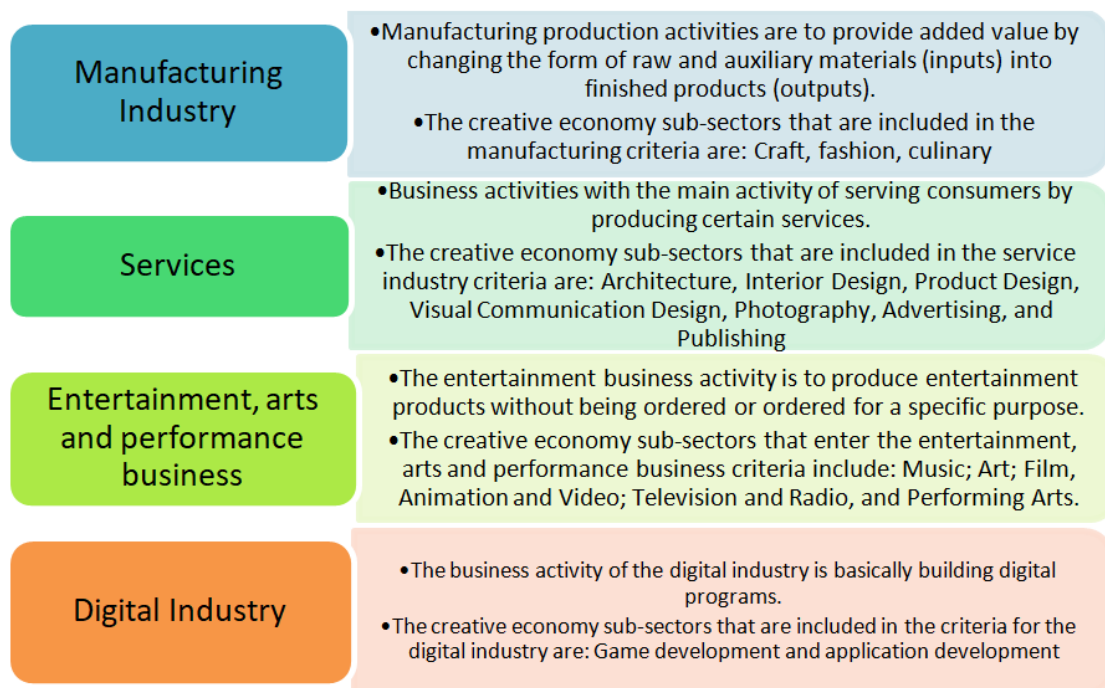 Manufacturing
Industry
•Manufacturing production activities are to provide added value by
changing the form of raw and auxiliary materials (inputs) into
finished products (outputs).
•The creative economy sub-sectors that are included in the
manufacturing criteria are: Craft, fashion, culinary
Services
•Business activities with the main activity of serving consumers by
producing certain services.
•The creative economy sub-sectors that are included in the service
industry criteria are: Architecture, Interior Design, Product Design,
Visual Communication Design, Photography, Advertising, and
Publishing
Entertainment, arts
and performance
business
•The entertainment business activity is to produce entertainment
products without being ordered or ordered for a specific purpose.
•The creative economy sub-sectors that enter the entertainment,
arts and performance business criteria include: Music; Art; Film,
Animation and Video; Television and Radio, and Performing Arts.
Digital Industry
•The business activity of the digital industry is basically building digital
programs.
•The creative economy sub-sectors that are included in the criteria for the
digital industry are: Game development and application development